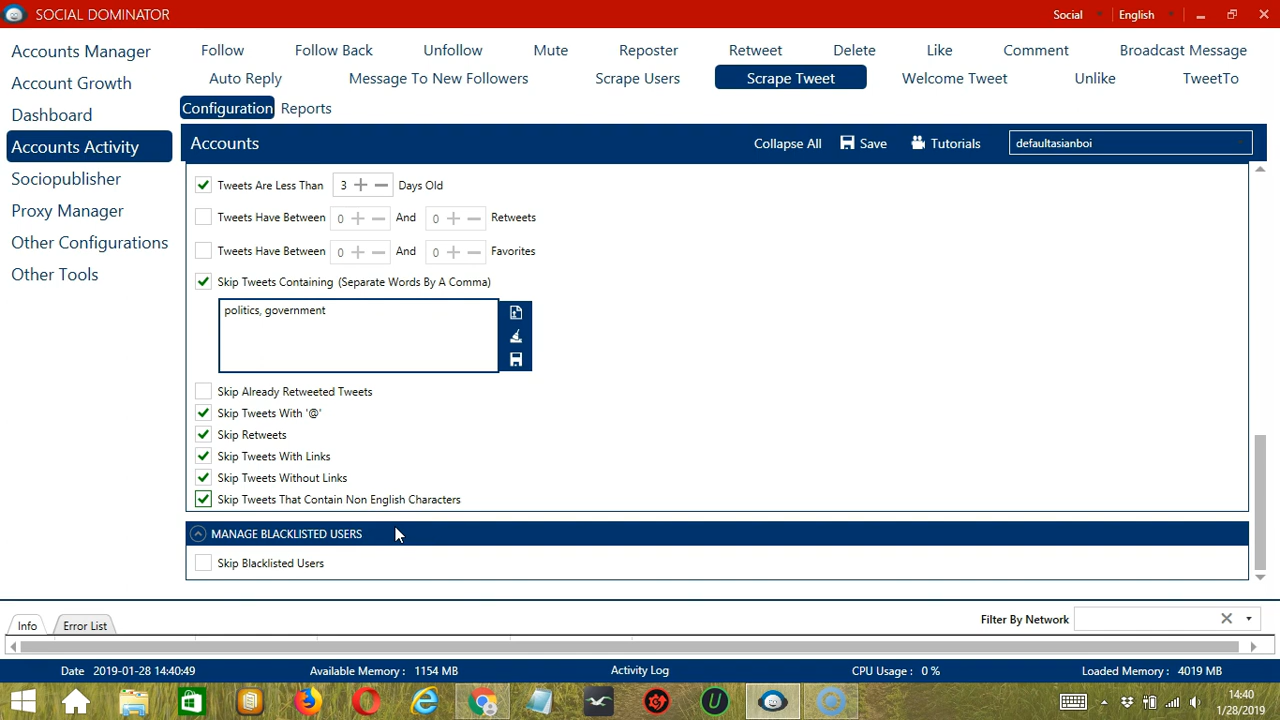 SOCIAL DOMINATOR
Social
English
Accounts Manager
Account Growth
Dashboard
Accounts Activity
Sociopublisher
Proxy Manager
Other Configurations
Other Tools
Follow
Follow Back
Unfollow
Mute
Reposter
Retweet
Delete
Like
Comment
Broadcast Message
Auto Reply
Message To New Followers
Scrape Users
Scrape Tweet
Welcome Tweet
Unlike
TweetTo
Configuration
Reports
Accounts
Collapse All
Save
Tutorials
defaultasianboi
Tweets Are Less Than 3 Days Old
Tweets Have Between 0 And 0 Retweets
Tweets Have Between 0 And 0 Favorites
Skip Tweets Containing (Separate Words By A Comma)
politics, government
Skip Already Retweeted Tweets
Skip Tweets With '@'
Skip Retweets
Skip Tweets With Links
Skip Tweets Without Links
Skip Tweets That Contain Non English Characters
MANAGE BLACKLISTED USERS
Skip Blacklisted Users
Info
Error List
Filter By Network
Date 2019-01-28 14:40:49
Available Memory : 1154 MB
Activity Log
CPU Usage : 0 %
Loaded Memory : 4019 MB
14:40
1/28/2019